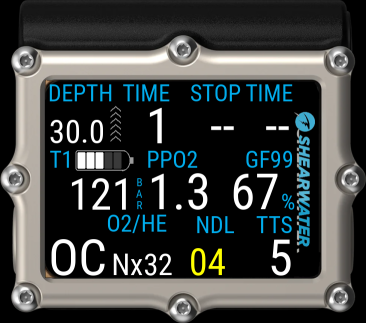 DEPTH TIME STOP TIME
30.0 1 -- --
T1 PPO2 GF99
121 BAR 1.3 67%
O2/HE NDL TTS
OC Nx32 04 5
SHEARWATER